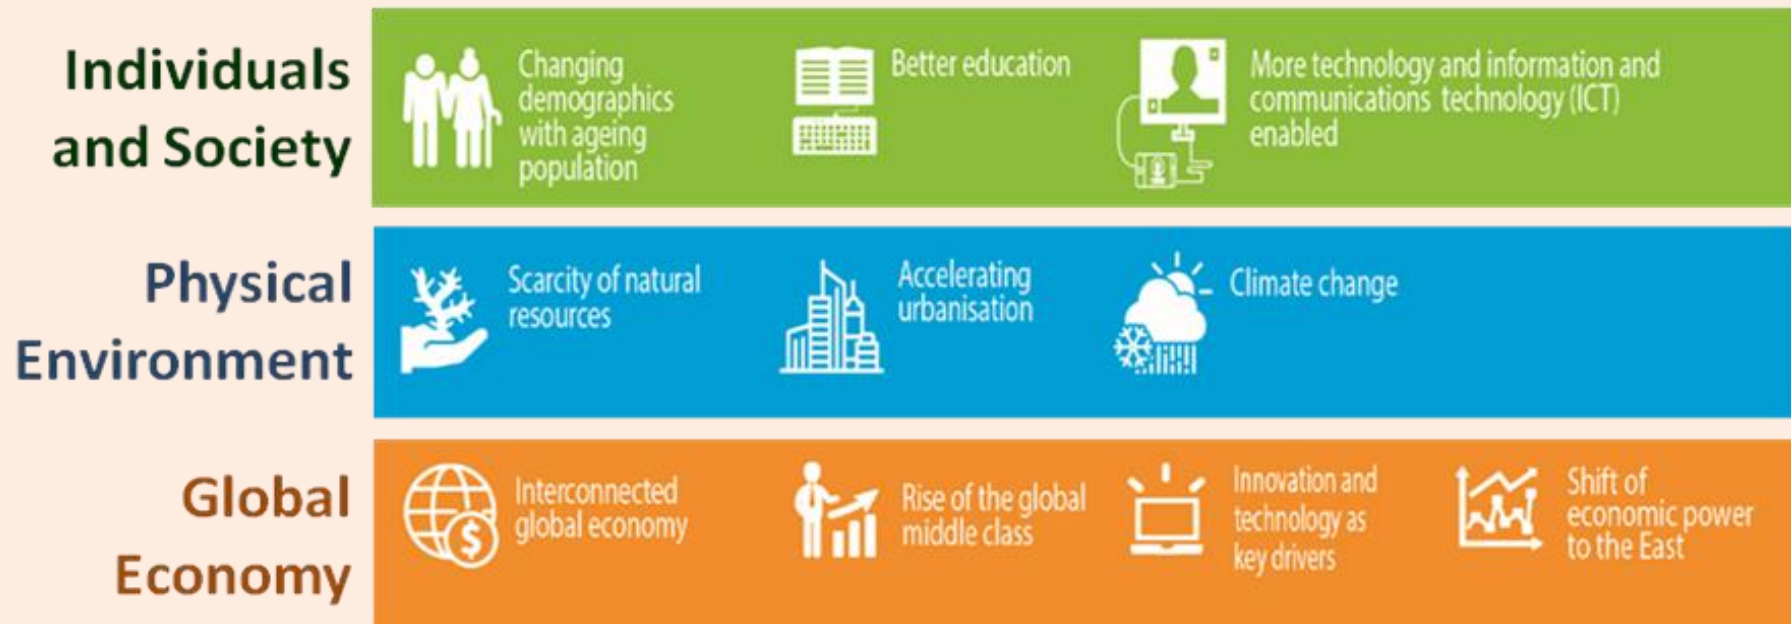 Individuals
and Society
Changing
demographics
with ageing
population
Better education
More technology and information and
communications technology (ICT)
enabled
Physical
Environment
Scarcity of natural
resources
Accelerating
urbanisation
Climate change
Global
Economy
Interconnected
global economy
Rise of the global
middle class
Innovation and
technology as
key drivers
Shift of
economic power
to the East